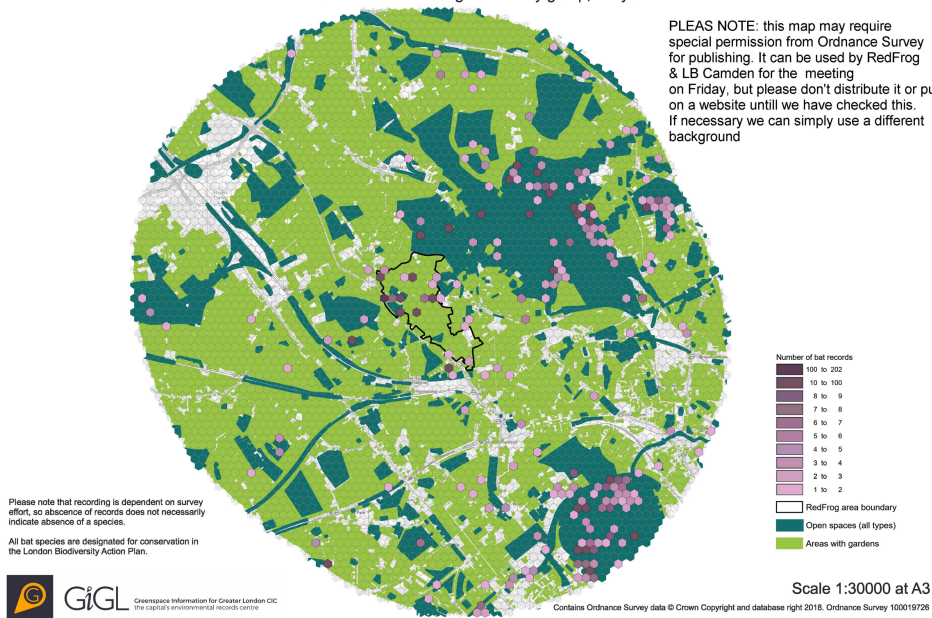 PLEAS NOTE: this map may require
special permission from Ordnance Survey
for publishing. It can be used by RedFrog
& LB Camden for the meeting
on Friday, but please don't distribute it or
on a website untill we have checked this.
If necessary we can simply use a different
background
Number of bat records
100 to 202
10 to 100
8 to 9
7 to 8
6 to 7
5 to 6
4 to 5
3 to 4
2 to 3
1 to 2
RedFrog area boundary
Open spaces (all types)
Areas with gardens
Please note that recording is dependent on survey
effort, so abscence of records does not necessarily
indicate absence of a species.
All bat species are designated for conservation in
the London Biodiversity Action Plan.
G
GiGL
Greenspace Information for Greater London CIC
the capital's environmental records centre
Scale 1:30000 at A3
Contains Ordnance Survey data © Crown Copyright and database right 2018. Ordnance Survey 100019726